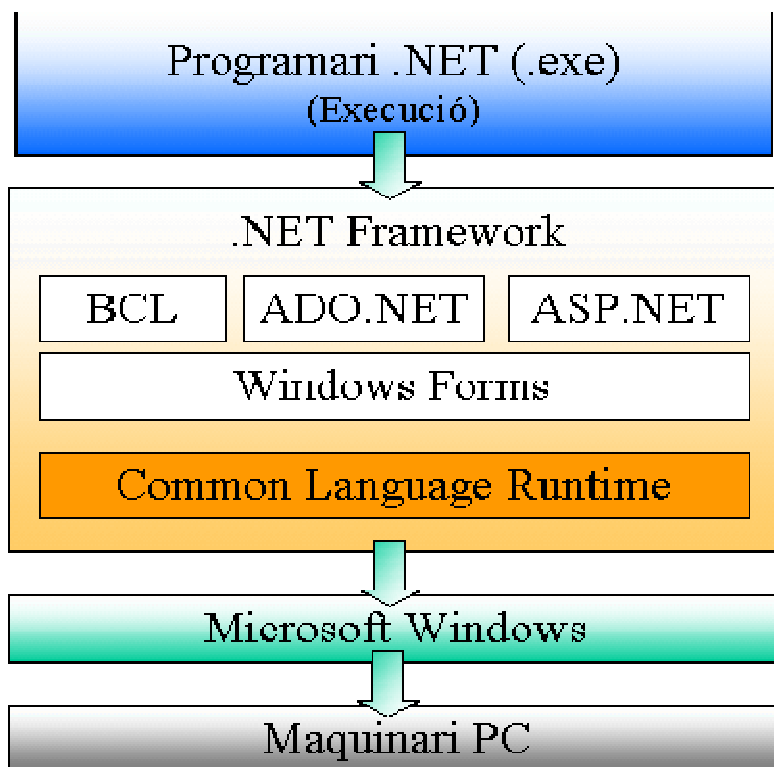 Programari .NET (.exe)
(Execució)
.NET Framework
BCL ADO.NET ASP.NET
Windows Forms
Common Language Runtime
Microsoft Windows
Maquinari PC